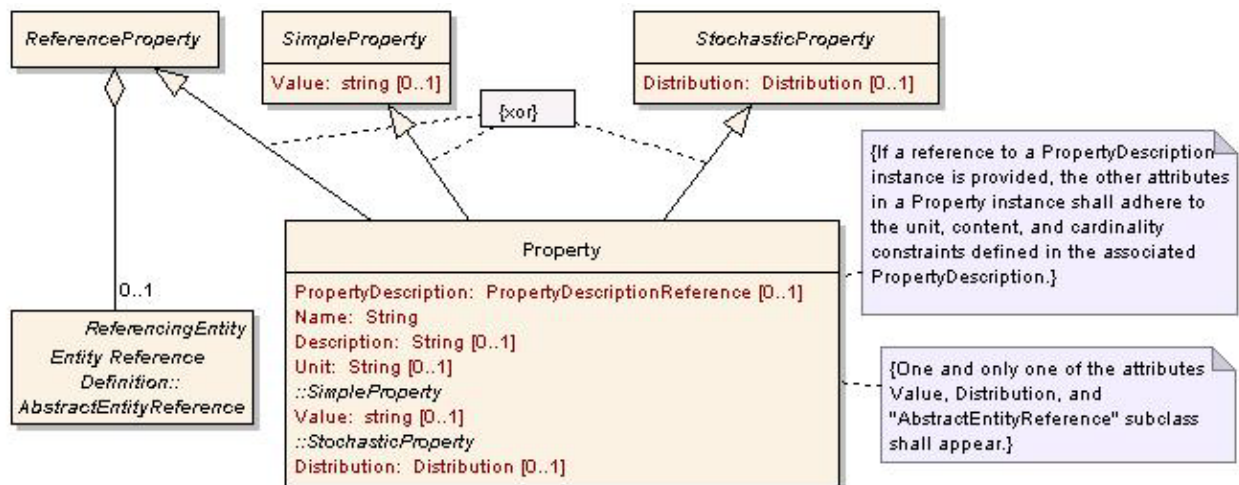 ReferenceProperty
SimpleProperty
Value: string [0..1]
StochasticProperty
Distribution: Distribution [0..1]
{xor}
{If a reference to a PropertyDescription
instance is provided, the other attributes
in a Property instance shall adhere to
the unit, content, and cardinality
constraints defined in the associated
PropertyDescription.}
Property
PropertyDescription: PropertyDescriptionReference [0..1]
Name: String
Description: String [0..1]
Unit: String [0..1]
::SimpleProperty
Value: string [0..1]
::StochasticProperty
Distribution: Distribution [0..1]
0..1
ReferencingEntity
Entity Reference
Definition::
AbstractEntityReference
{One and only one of the attributes
Value, Distribution, and
"AbstractEntityReference" subclass
shall appear.}